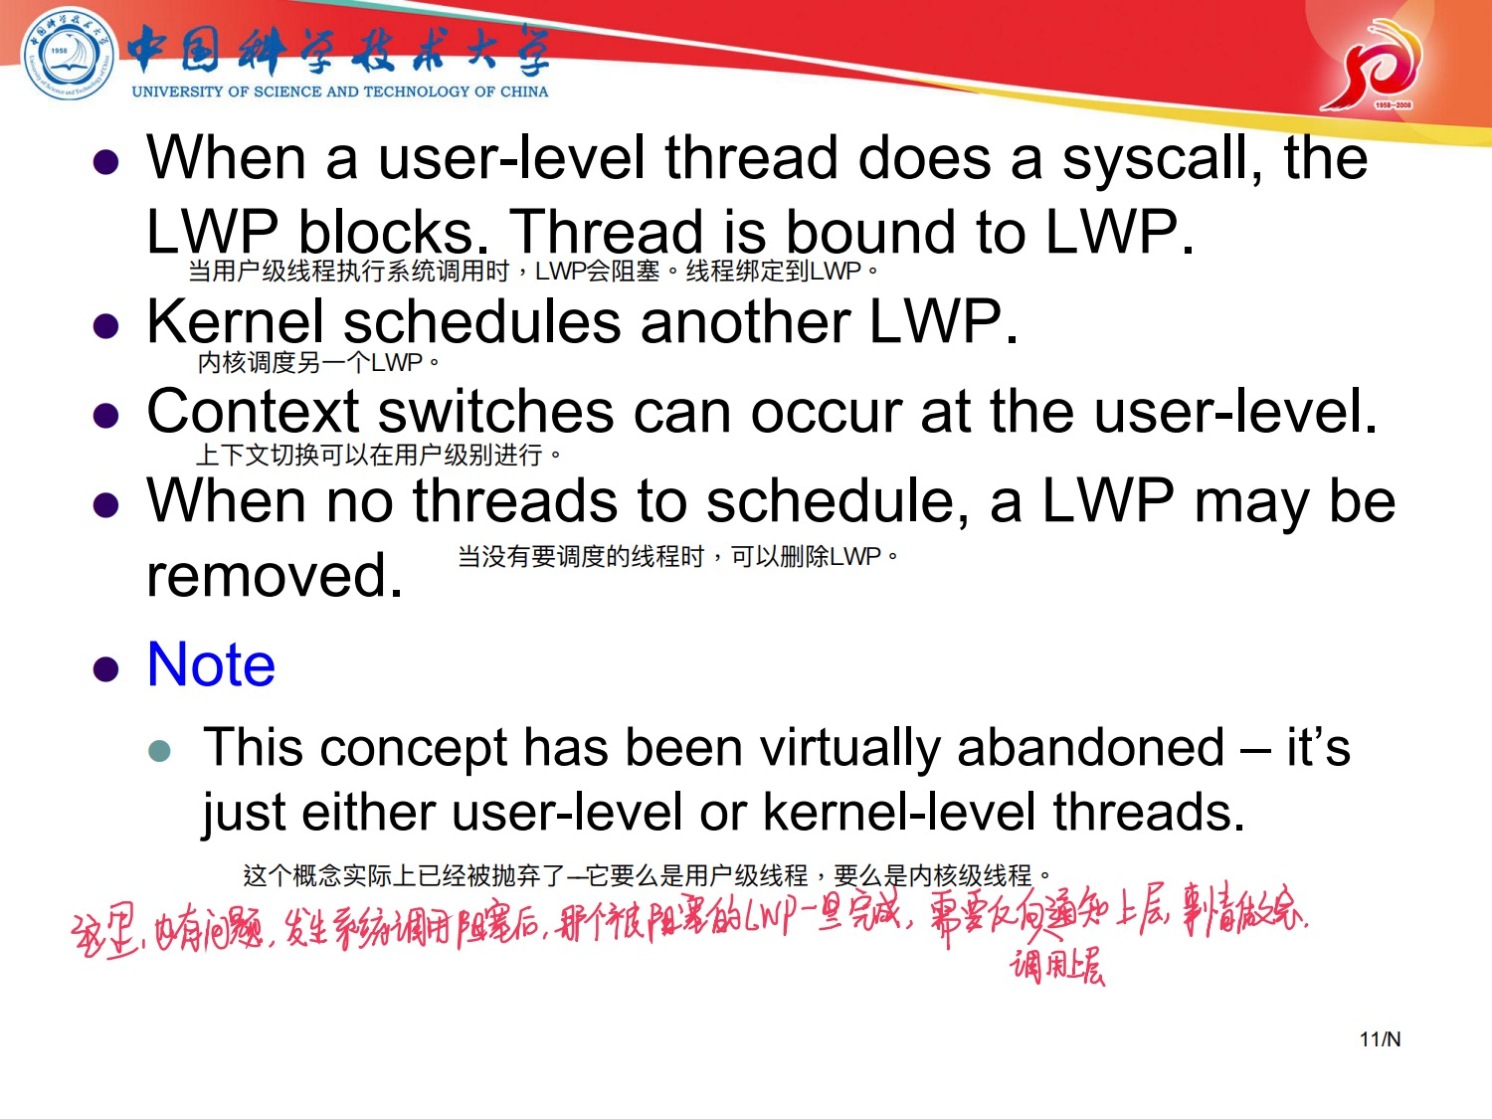 中国科学技术大学
UNIVERSITY OF SCIENCE AND TECHNOLOGY OF CHINA
1958
1958-2008
When a user-level thread does a syscall, the
LWP blocks. Thread is bound to LWP.
当用户级线程执行系统调用时，LWP会阻塞。线程绑定到LWP。
Kernel schedules another LWP.
内核调度另一个LWP。
Context switches can occur at the user-level.
上下文切换可以在用户级别进行。
When no threads to schedule, a LWP may be
removed.
当没有要调度的线程时，可以删除LWP。
Note
This concept has been virtually abandoned – it’s
just either user-level or kernel-level threads.
这个概念实际上已经被抛弃了—它要么是用户级线程，要么是内核级线程。
这里，也有问题，发生系统调用阻塞后，那个被阻塞的LWP一旦完成，需要反向通知上层，事情做完．
调用上层
11/N